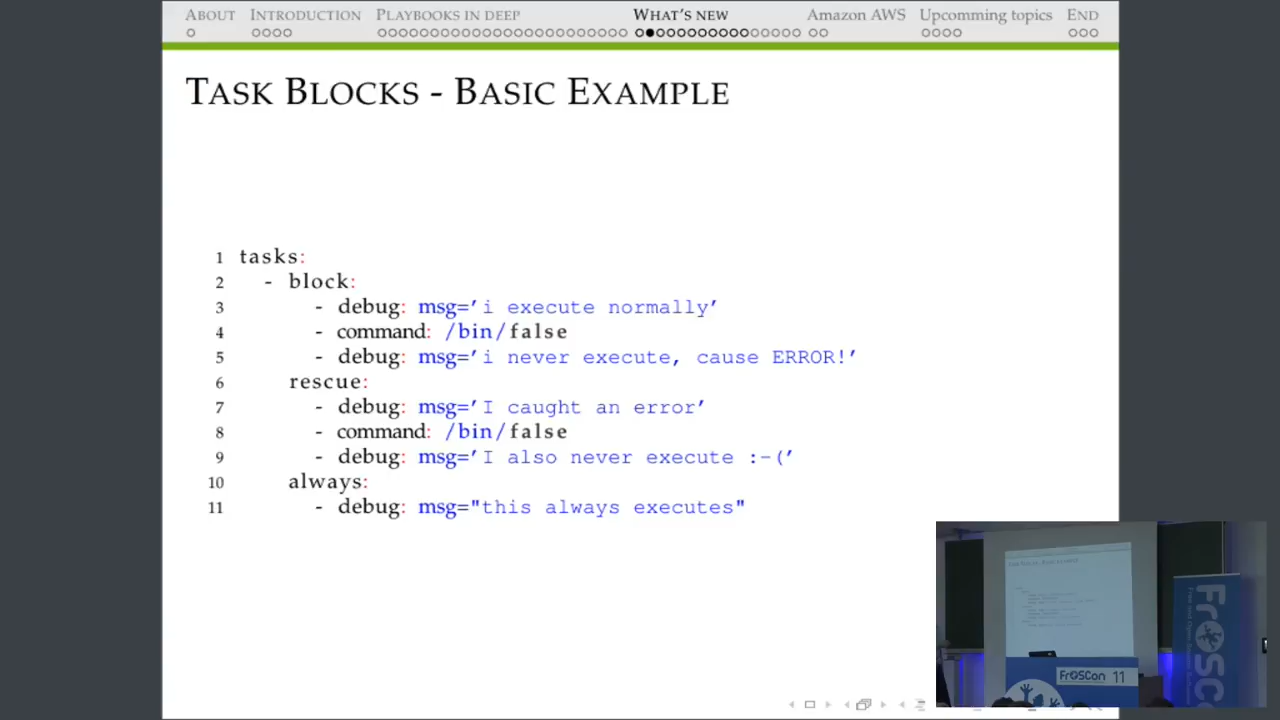 ABOUT INTRODUCTION PLAYBOOKS IN DEEP WHAT'S NEW Amazon AWS Upcomming topics END
TASK BLOCKS - BASIC EXAMPLE
1 tasks:
2 - block:
3 - debug: msg='i execute normally'
4 - command: /bin/false
5 - debug: msg='i never execute, cause ERROR!'
6 rescue:
7 - debug: msg='I caught an error'
8 - command: /bin/false
9 - debug: msg='I also never execute :-('
10 always:
11 - debug: msg="this always executes"
FrOSCon
FrOSCon 11